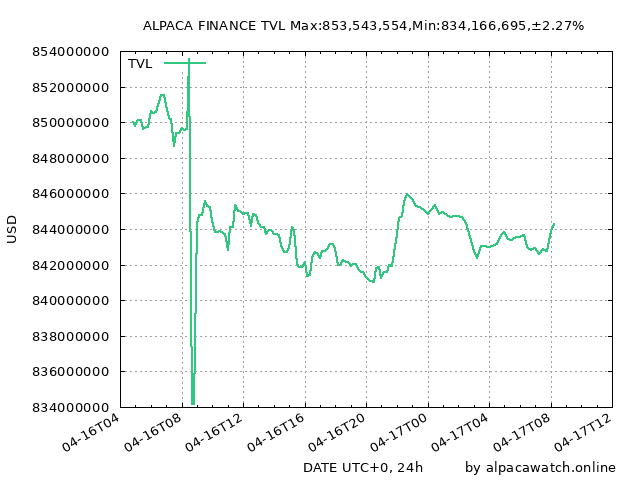 ALPACA FINANCE TVL Max:853,543,554,Min:834,166,695,±2.27%
854000000
TVL
852000000
850000000
848000000
846000000
844000000
842000000
840000000
838000000
836000000
834000000
USD
04-16T04
04-16T08
04-16T12
04-16T16
04-16T20
04-17T00
04-17T04
04-17T08
04-17T12
DATE UTC+0, 24h
by alpacawatch.online